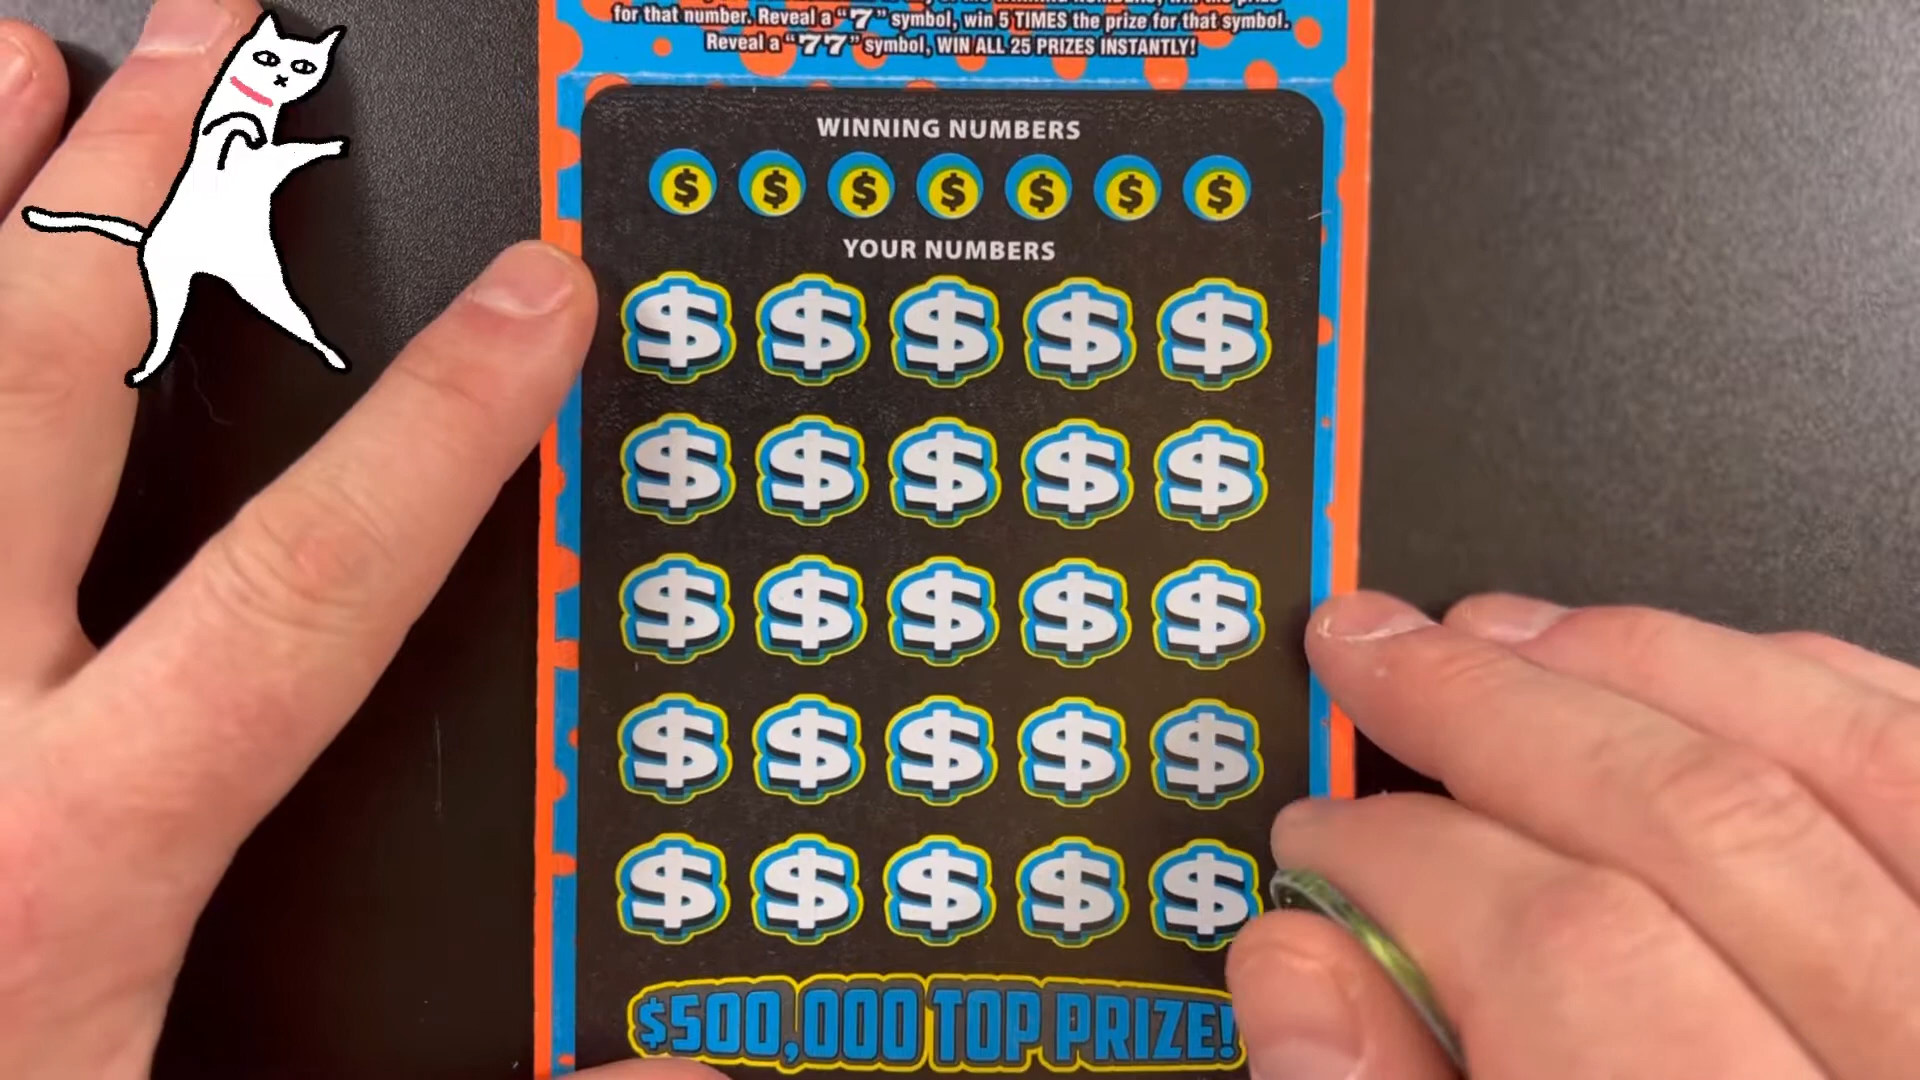 for that number. Reveal a “7” symbol, win 5 TIMES the prize for that symbol.
Reveal a “77” symbol, WIN ALL 25 PRIZES INSTANTLY!
WINNING NUMBERS
$ $ $ $ $ $ $
YOUR NUMBERS
$ $ $ $ $
$ $ $ $ $
$ $ $ $ $
$ $ $ $ $
$ $ $ $ $
$500,000 TOP PRIZE!